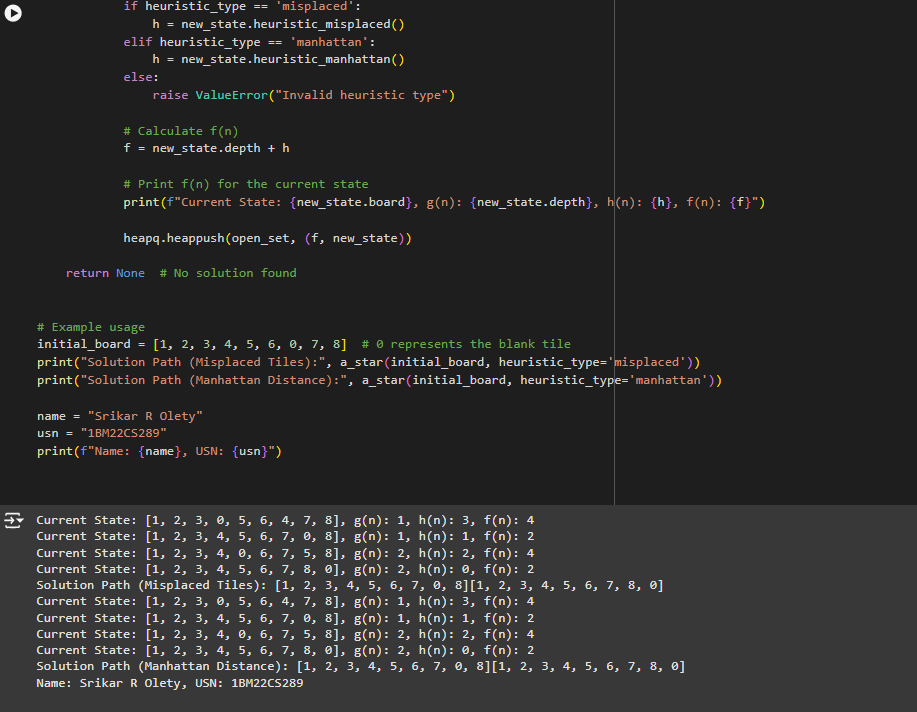 if heuristic_type == 'misplaced':
h = new_state.heuristic_misplaced()
elif heuristic_type == 'manhattan':
h = new_state.heuristic_manhattan()
else:
raise ValueError("Invalid heuristic type")
# Calculate f(n)
f = new_state.depth + h
# Print f(n) for the current state
print(f"Current State: {new_state.board}, g(n): {new_state.depth}, h(n): {h}, f(n): {f}")
heapq.heappush(open_set, (f, new_state))
return None  # No solution found
# Example usage
initial_board = [1, 2, 3, 4, 5, 6, 0, 7, 8]  # 0 represents the blank tile
print("Solution Path (Misplaced Tiles):", a_star(initial_board, heuristic_type='misplaced'))
print("Solution Path (Manhattan Distance):", a_star(initial_board, heuristic_type='manhattan'))
name = "Srikar R Olety"
usn = "1BM22CS289"
print(f"Name: {name}, USN: {usn}")
Current State: [1, 2, 3, 0, 5, 6, 4, 7, 8], g(n): 1, h(n): 3, f(n): 4
Current State: [1, 2, 3, 4, 5, 6, 7, 0, 8], g(n): 1, h(n): 1, f(n): 2
Current State: [1, 2, 3, 4, 0, 6, 7, 5, 8], g(n): 2, h(n): 2, f(n): 4
Current State: [1, 2, 3, 4, 5, 6, 7, 8, 0], g(n): 2, h(n): 0, f(n): 2
Solution Path (Misplaced Tiles): [1, 2, 3, 4, 5, 6, 7, 0, 8][1, 2, 3, 4, 5, 6, 7, 8, 0]
Current State: [1, 2, 3, 0, 5, 6, 4, 7, 8], g(n): 1, h(n): 3, f(n): 4
Current State: [1, 2, 3, 4, 5, 6, 7, 0, 8], g(n): 1, h(n): 1, f(n): 2
Current State: [1, 2, 3, 4, 0, 6, 7, 5, 8], g(n): 2, h(n): 2, f(n): 4
Current State: [1, 2, 3, 4, 5, 6, 7, 8, 0], g(n): 2, h(n): 0, f(n): 2
Solution Path (Manhattan Distance): [1, 2, 3, 4, 5, 6, 7, 0, 8][1, 2, 3, 4, 5, 6, 7, 8, 0]
Name: Srikar R Olety, USN: 1BM22CS289